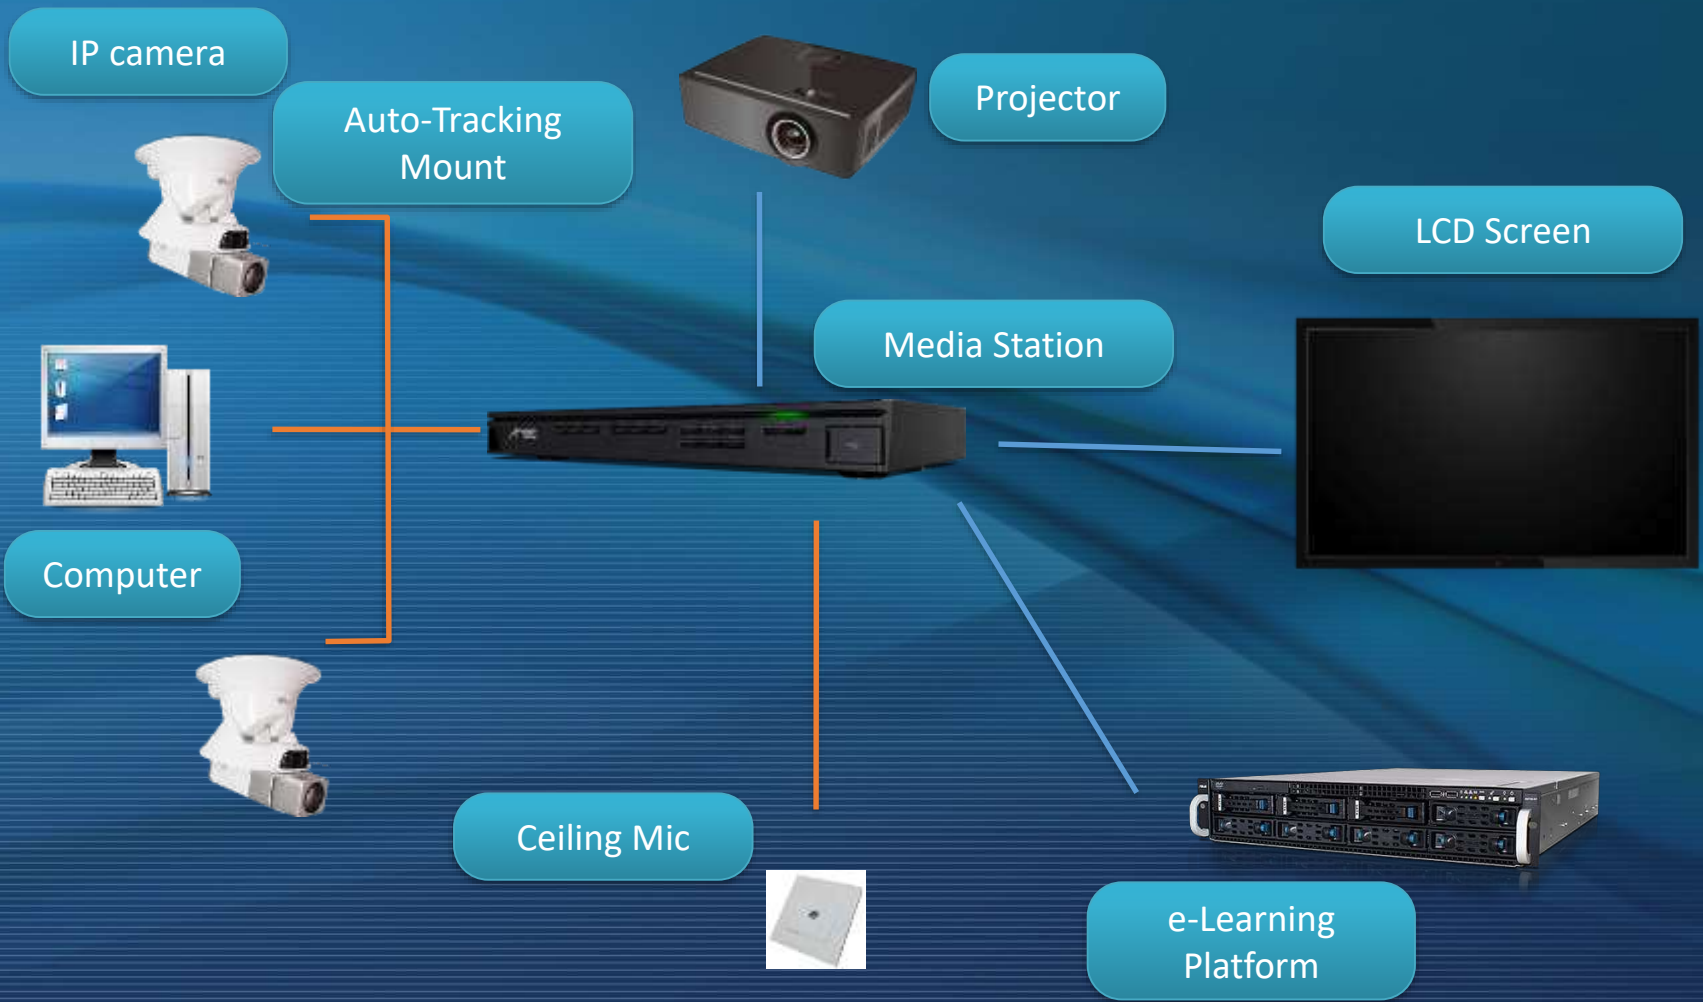 IP camera
Auto-Tracking
Mount
Projector
LCD Screen
Media Station
Computer
Ceiling Mic
e-Learning
Platform